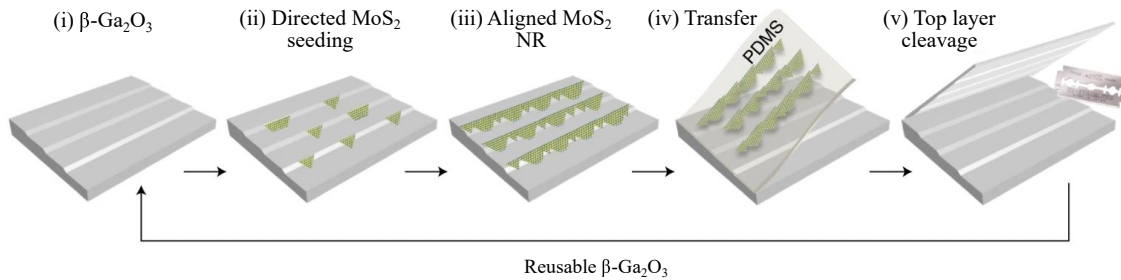 (i) β-Ga₂O₃
(ii) Directed MoS₂
seeding
(iii) Aligned MoS₂
NR
(iv) Transfer
(v) Top layer
cleavage
PDMS
Reusable β-Ga₂O₃